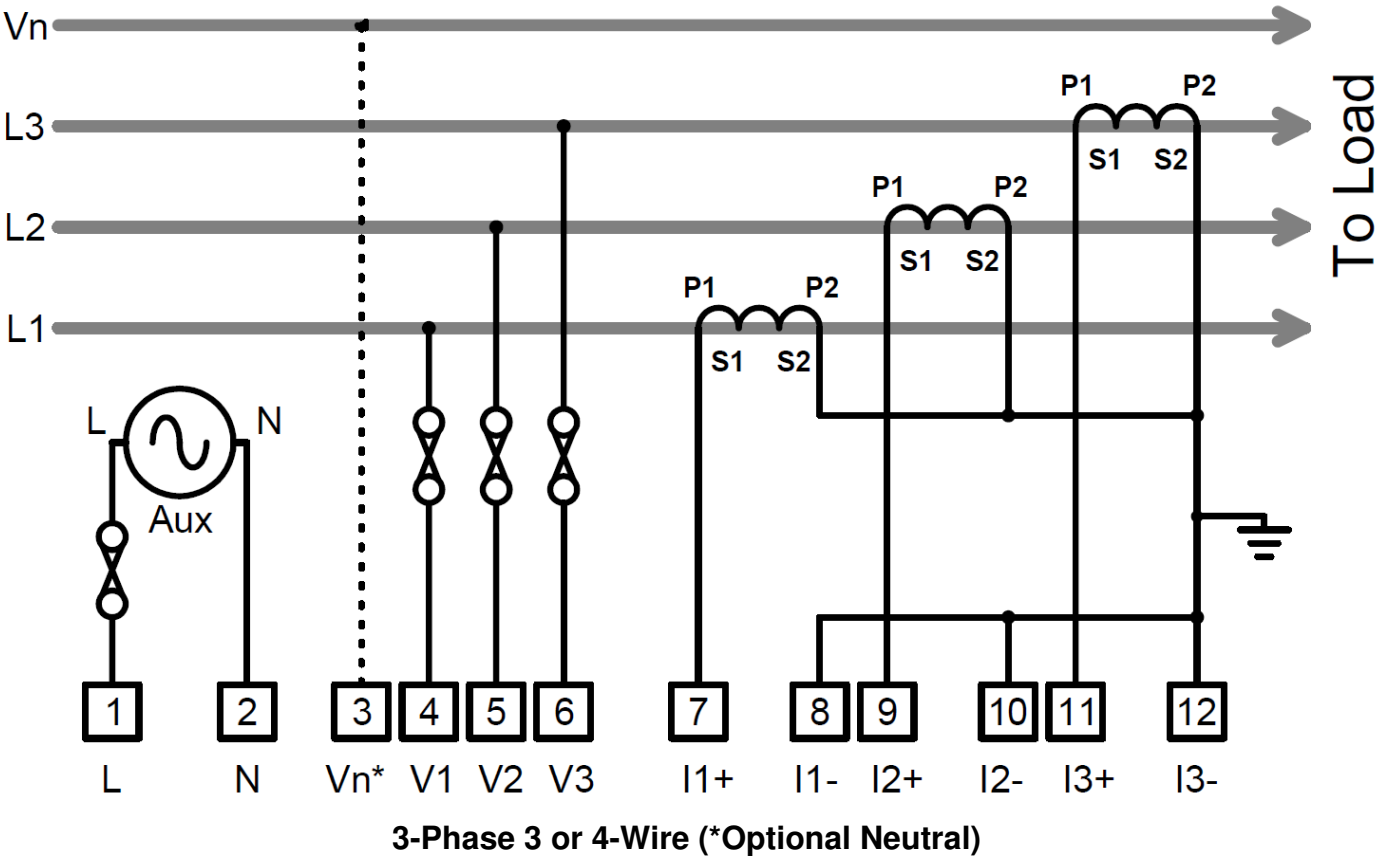 Vn
P1 P2
L3
S1 S2
To Load
P1 P2
L2
S1 S2
P1 P2
L1
S1 S2
L N
Aux
1 2 3 4 5 6 7 8 9 10 11 12
L N Vn* V1 V2 V3 I1+ I1- I2+ I2- I3+ I3-
3-Phase 3 or 4-Wire (*Optional Neutral)